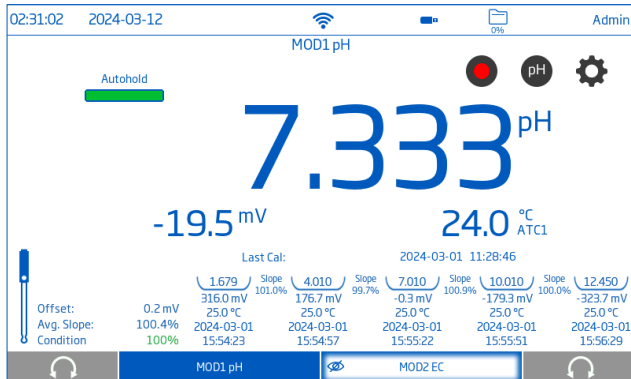 02:31:02 2024-03-12 0% Admin
MOD1 pH
Autohold
pH
7.333 pH
-19.5 mV 24.0 °C ATC1
Last Cal: 2024-03-01 11:28:46
1.679 Slope 101.0% 4.010 Slope 99.7% 7.010 Slope 100.9% 10.010 Slope 100.0% 12.450
316.0 mV 176.7 mV -0.3 mV -179.3 mV -323.7 mV
Offset: 0.2 mV 25.0 °C 25.0 °C 25.0 °C 25.0 °C 25.0 °C
Avg. Slope: 100.4% 2024-03-01 2024-03-01 2024-03-01 2024-03-01 2024-03-01
Condition 100% 15:54:23 15:54:57 15:55:22 15:55:51 15:56:29
MOD1 pH MOD2 EC